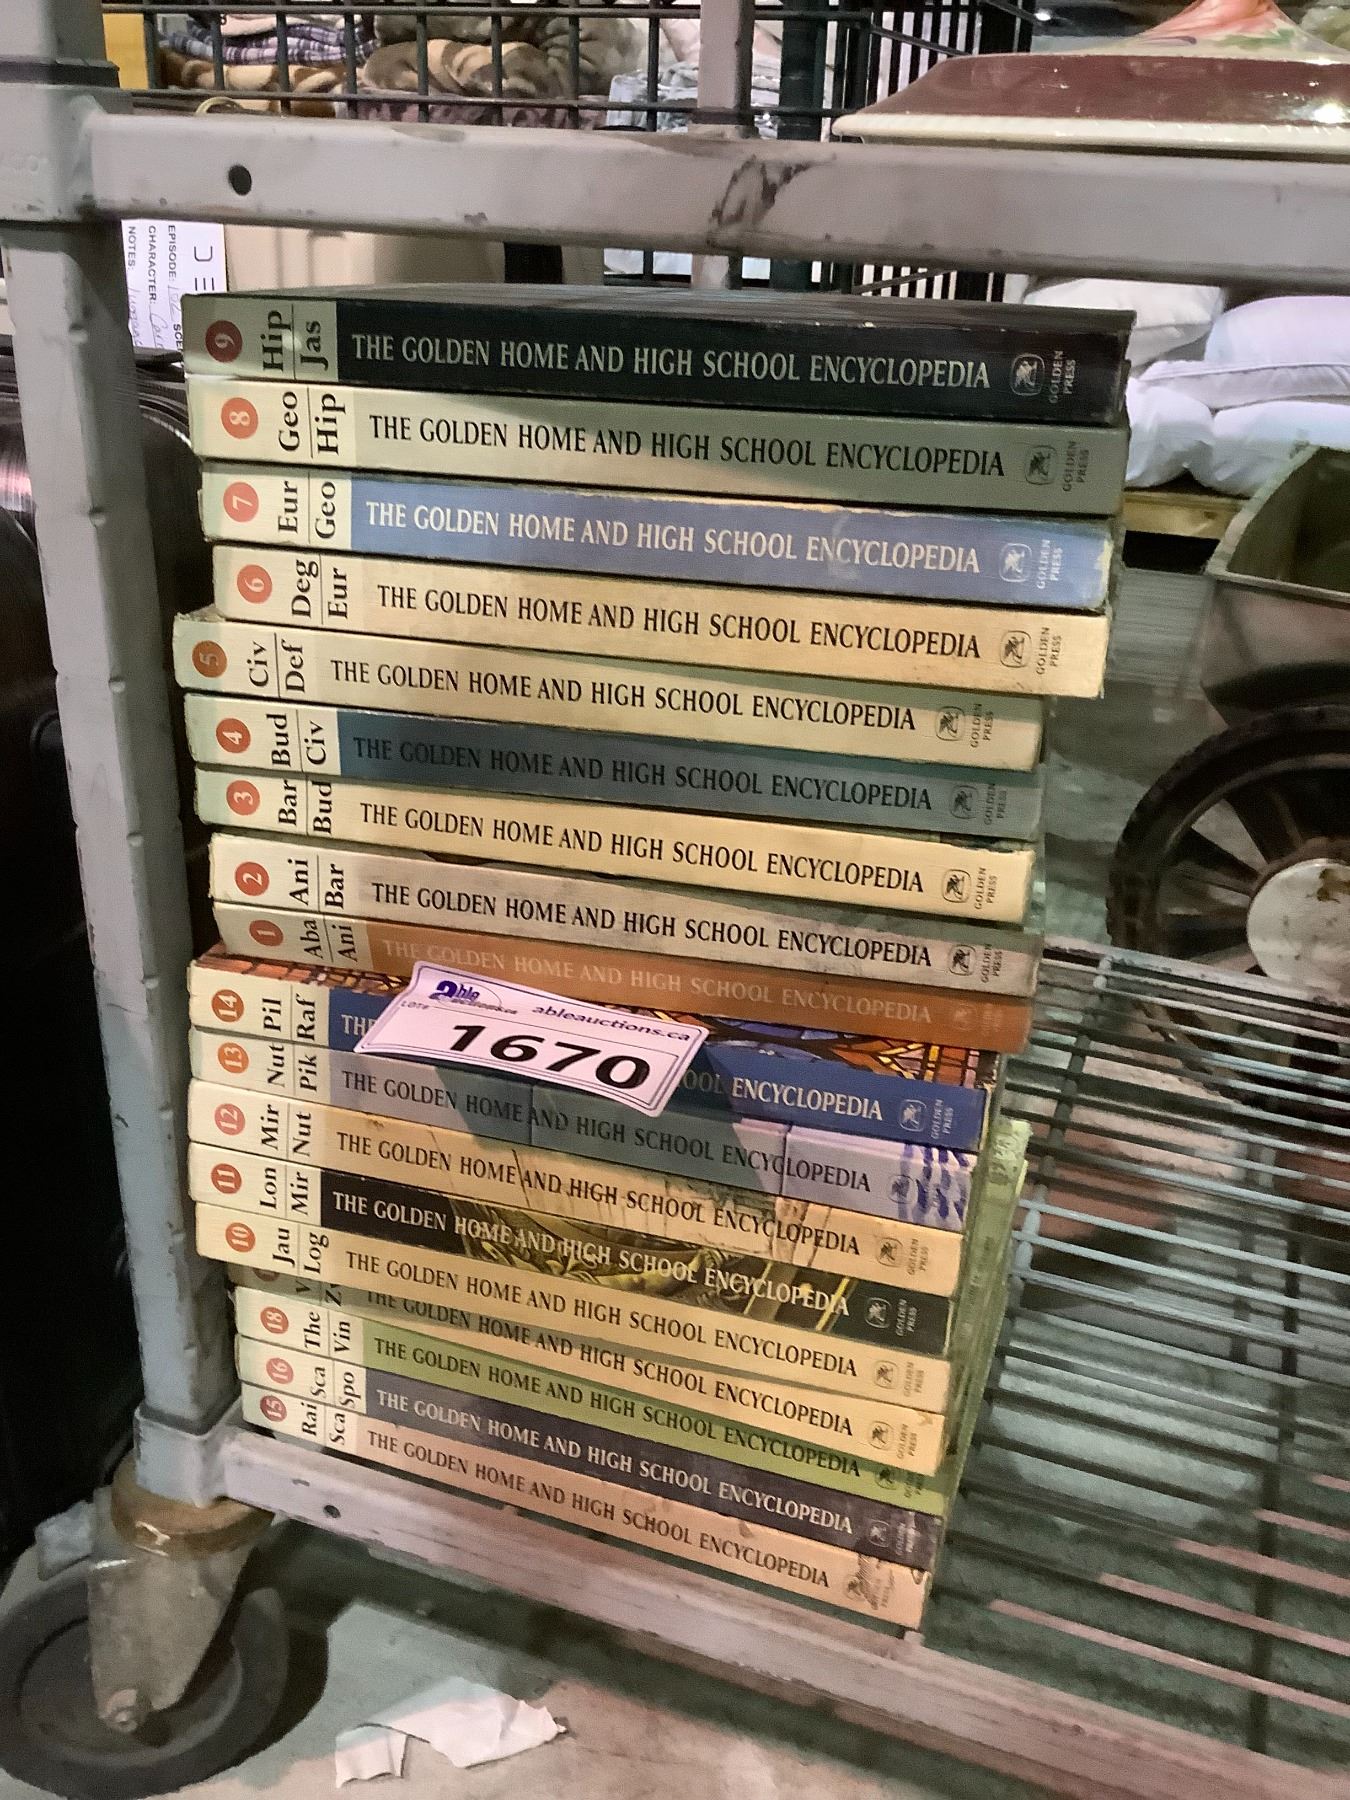 EPISODE:
CHARACTER:
NOTES:
9 Hip Jas THE GOLDEN HOME AND HIGH SCHOOL ENCYCLOPEDIA GOLDEN PRESS
8 Geo Hip THE GOLDEN HOME AND HIGH SCHOOL ENCYCLOPEDIA GOLDEN PRESS
7 Eur Geo THE GOLDEN HOME AND HIGH SCHOOL ENCYCLOPEDIA GOLDEN PRESS
6 Deg Eur THE GOLDEN HOME AND HIGH SCHOOL ENCYCLOPEDIA GOLDEN PRESS
5 Civ Def THE GOLDEN HOME AND HIGH SCHOOL ENCYCLOPEDIA GOLDEN PRESS
4 Bud Civ THE GOLDEN HOME AND HIGH SCHOOL ENCYCLOPEDIA GOLDEN PRESS
3 Bar Bud THE GOLDEN HOME AND HIGH SCHOOL ENCYCLOPEDIA GOLDEN PRESS
2 Ani Bar THE GOLDEN HOME AND HIGH SCHOOL ENCYCLOPEDIA GOLDEN PRESS
1 Aba Ani THE GOLDEN HOME AND HIGH SCHOOL ENCYCLOPEDIA
LOT# able ableauctions.ca
1670
14 Pil Raf THE OOL ENCYCLOPEDIA GOLDEN PRESS
13 Nut Pik THE GOLDEN HOME AND HIGH SCHOOL ENCYCLOPEDIA
12 Mir Nut THE GOLDEN HOME AND HIGH SCHOOL ENCYCLOPEDIA GOLDEN PRESS
11 Lon Mir THE GOLDEN HOME AND HIGH SCHOOL ENCYCLOPEDIA GOLDEN PRESS
10 Jau Log THE GOLDEN HOME AND HIGH SCHOOL ENCYCLOPEDIA GOLDEN PRESS
THE GOLDEN HOME AND HIGH SCHOOL ENCYCLOPEDIA GOLDEN PRESS
18 The Vin THE GOLDEN HOME AND HIGH SCHOOL ENCYCLOPEDIA GOLDEN
16 Sca Spo THE GOLDEN HOME AND HIGH SCHOOL ENCYCLOPEDIA
15 Rai Sca THE GOLDEN HOME AND HIGH SCHOOL ENCYCLOPEDIA